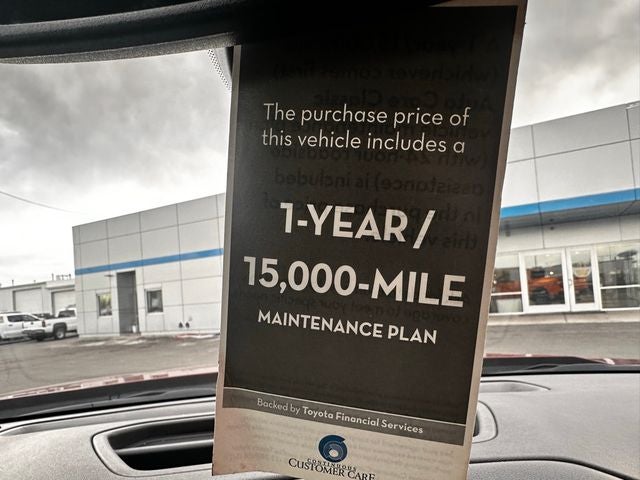 The purchase price of
this vehicle includes a
1-YEAR/
15,000-MILE
MAINTENANCE PLAN
Backed by Toyota Financial Services
CONTINUOUS
CUSTOMER CARE